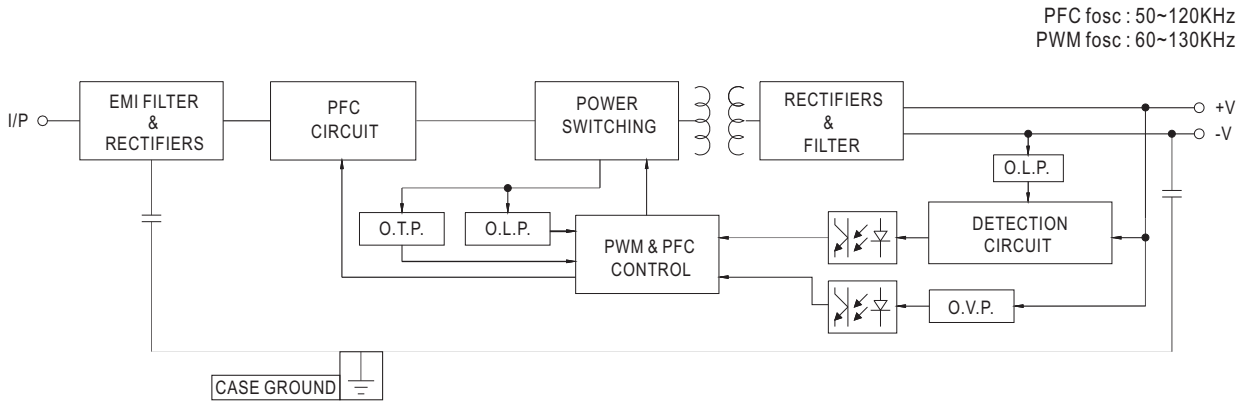 PFC fosc : 50~120KHz
PWM fosc : 60~130KHz
I/P
EMI FILTER
&
RECTIFIERS
PFC
CIRCUIT
POWER
SWITCHING
RECTIFIERS
&
FILTER
+V
-V
O.L.P.
O.T.P.
O.L.P.
PWM & PFC
CONTROL
DETECTION
CIRCUIT
O.V.P.
CASE GROUND